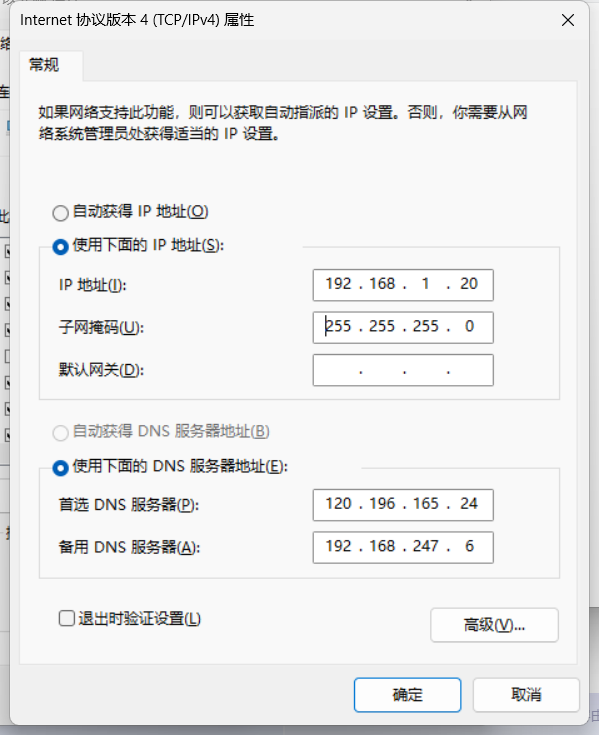 Internet 协议版本 4 (TCP/IPv4) 属性
常规
如果网络支持此功能，则可以获取自动指派的 IP 设置。否则，你需要从网
络系统管理员处获得适当的 IP 设置。
自动获得 IP 地址(O)
使用下面的 IP 地址(S):
IP 地址(I): 192 . 168 . 1 . 20
子网掩码(U): 255 . 255 . 255 . 0
默认网关(D): . . .
自动获得 DNS 服务器地址(B)
使用下面的 DNS 服务器地址(E):
首选 DNS 服务器(P): 120 . 196 . 165 . 24
备用 DNS 服务器(A): 192 . 168 . 247 . 6
退出时验证设置(L)
高级(V)...
确定 取消